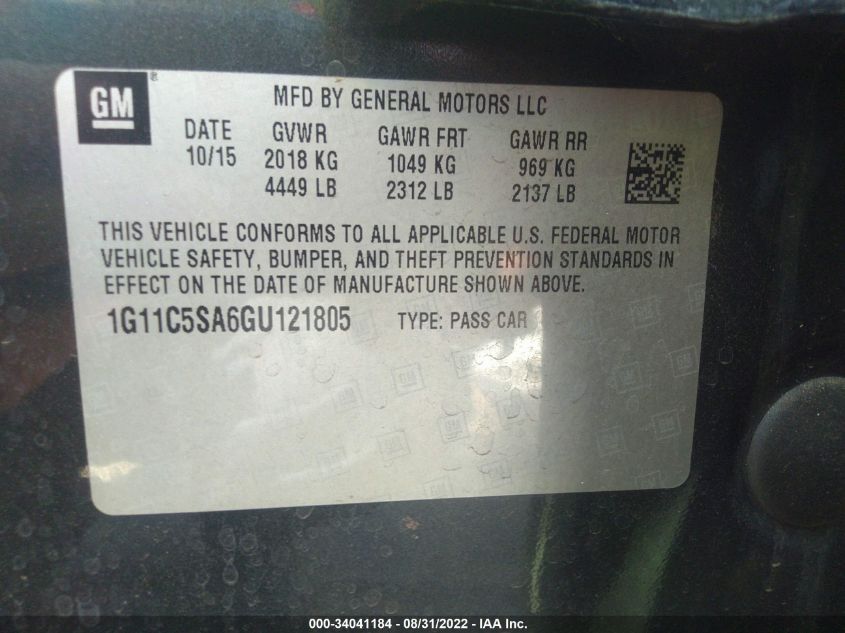 GM ®
MFD BY GENERAL MOTORS LLC
DATE GVWR GAWR FRT GAWR RR
10/15 2018 KG 1049 KG 969 KG
4449 LB 2312 LB 2137 LB
THIS VEHICLE CONFORMS TO ALL APPLICABLE U.S. FEDERAL MOTOR
VEHICLE SAFETY, BUMPER, AND THEFT PREVENTION STANDARDS IN
EFFECT ON THE DATE OF MANUFACTURE SHOWN ABOVE.
1G11C5SA6GU121805 TYPE: PASS CAR
000-34041184 - 08/31/2022 - IAA Inc.